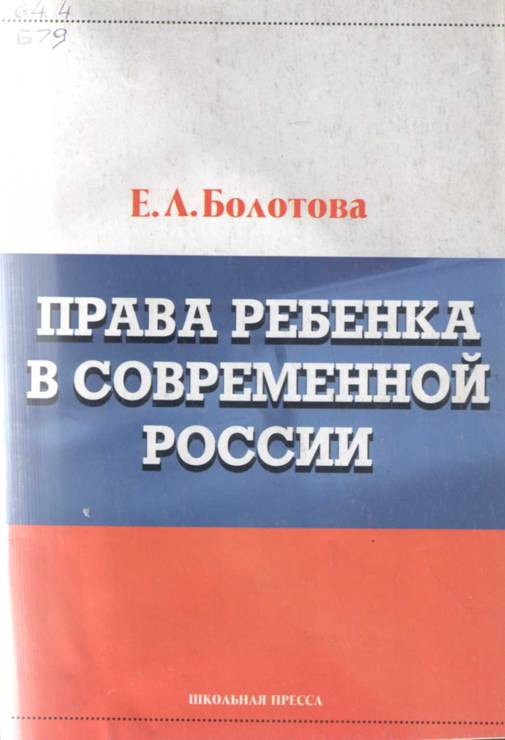 64.4
Б79
Е.Л.Болотова
ПРАВА РЕБЕНКА
В СОВРЕМЕННОЙ
РОССИИ
ШКОЛЬНАЯ ПРЕССА